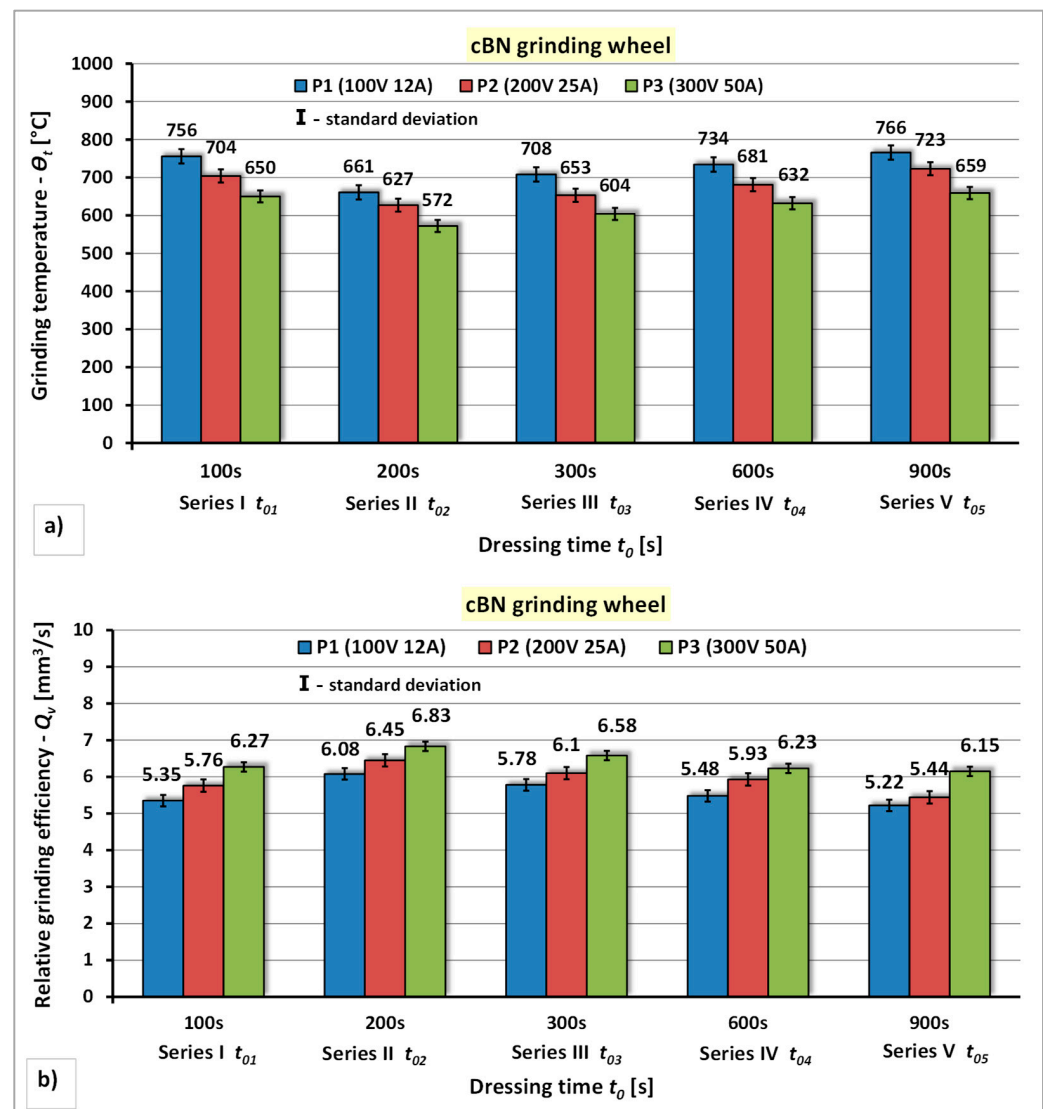 cBN grinding wheel
P1 (100V 12A) P2 (200V 25A) P3 (300V 50A)
I - standard deviation
Grinding temperature - Θt [°C]
1000
900
800
700
600
500
400
300
200
100
0
756 704 650 661 627 572 708 653 604 734 681 632 766 723 659
100s 200s 300s 600s 900s
Series I t01 Series II t02 Series III t03 Series IV t04 Series V t05
a)
Dressing time t0 [s]
cBN grinding wheel
P1 (100V 12A) P2 (200V 25A) P3 (300V 50A)
I - standard deviation
Relative grinding efficiency - Qv [mm³/s]
10
9
8
7
6
5
4
3
2
1
0
5.35 5.76 6.27 6.08 6.45 6.83 5.78 6.1 6.58 5.48 5.93 6.23 5.22 5.44 6.15
100s 200s 300s 600s 900s
Series I t01 Series II t02 Series III t03 Series IV t04 Series V t05
b)
Dressing time t0 [s]